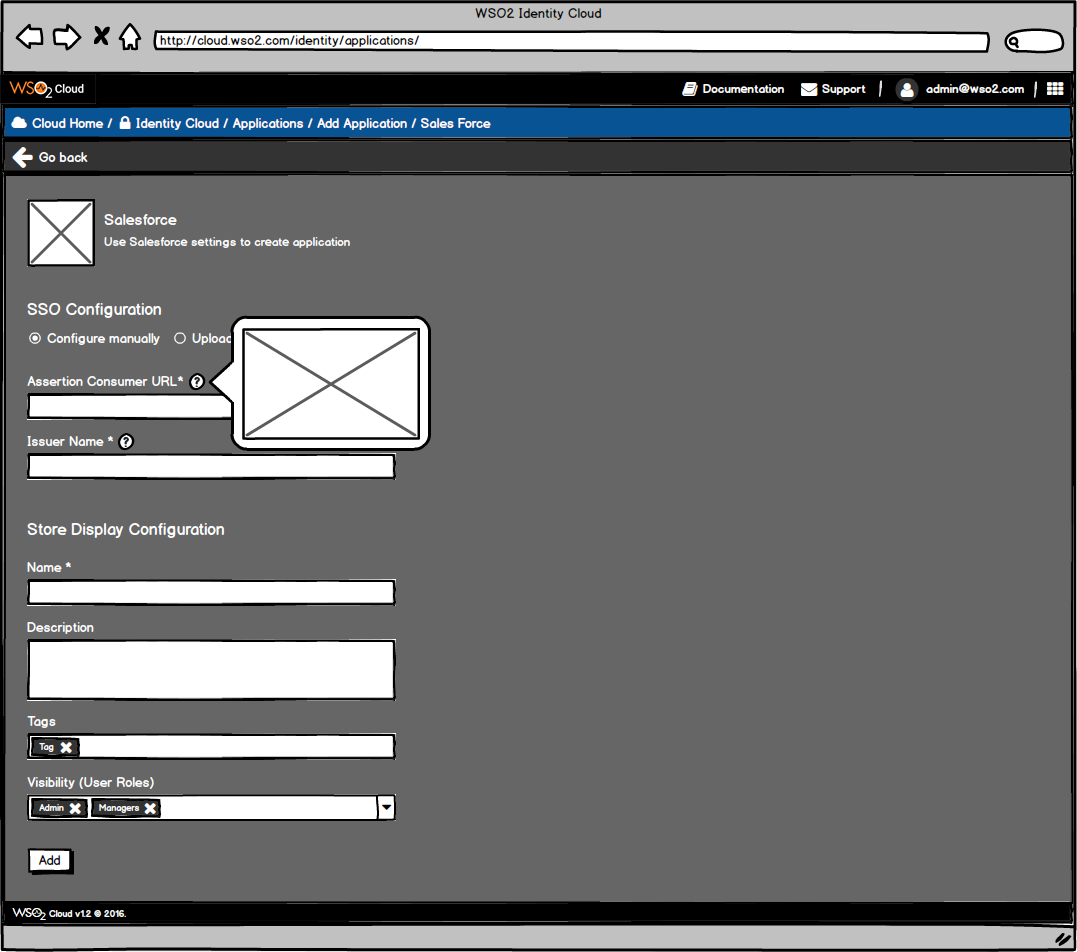 WSO2 Identity Cloud
http://cloud.wso2.com/identity/applications/
WSO2 Cloud Documentation Support | admin@wso2.com |
Cloud Home / Identity Cloud / Applications / Add Application / Sales Force
Go back
Salesforce
Use Salesforce settings to create application
SSO Configuration
Configure manually Upload
Assertion Consumer URL* ?
Issuer Name * ?
Store Display Configuration
Name *
Description
Tags
Tag
Visibility (User Roles)
Admin Managers
Add
WSO2 Cloud v1.2 © 2016.